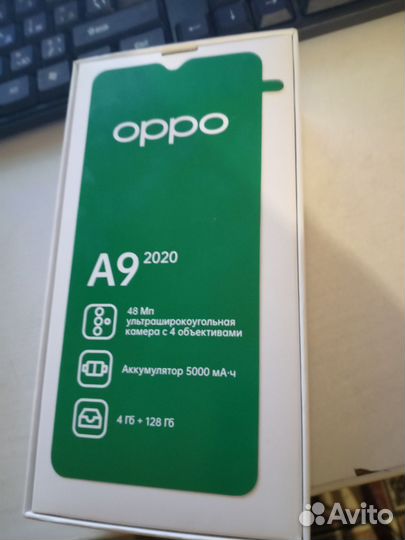 oppo
A9 2020
48 Мп
ультраширокоугольная
камера с 4 объективами
Аккумулятор 5000 мА·ч
4 Гб + 128 Гб
Avito